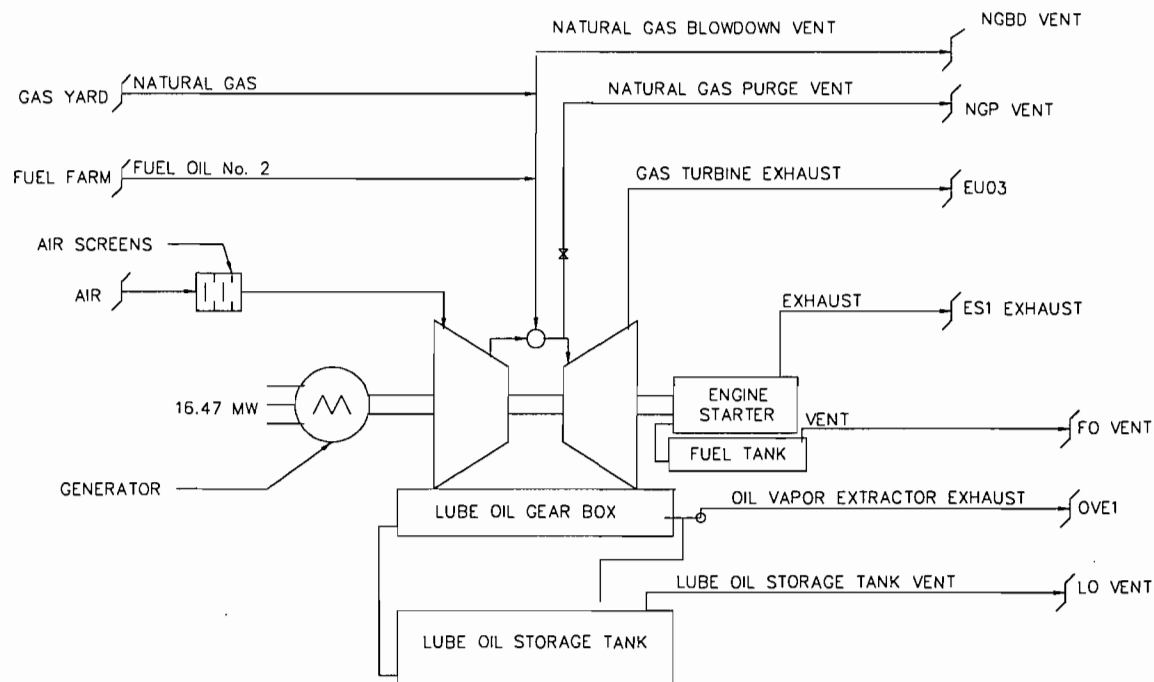 NATURAL GAS BLOWDOWN VENT
NGBD VENT
GAS YARD
NATURAL GAS
NATURAL GAS PURGE VENT
NGP VENT
FUEL FARM
FUEL OIL No. 2
GAS TURBINE EXHAUST
EU03
AIR SCREENS
AIR
EXHAUST
ES1 EXHAUST
16.47 MW
ENGINE
STARTER
VENT
FO VENT
FUEL TANK
GENERATOR
LUBE OIL GEAR BOX
OIL VAPOR EXTRACTOR EXHAUST
OVE1
LUBE OIL STORAGE TANK VENT
LO VENT
LUBE OIL STORAGE TANK